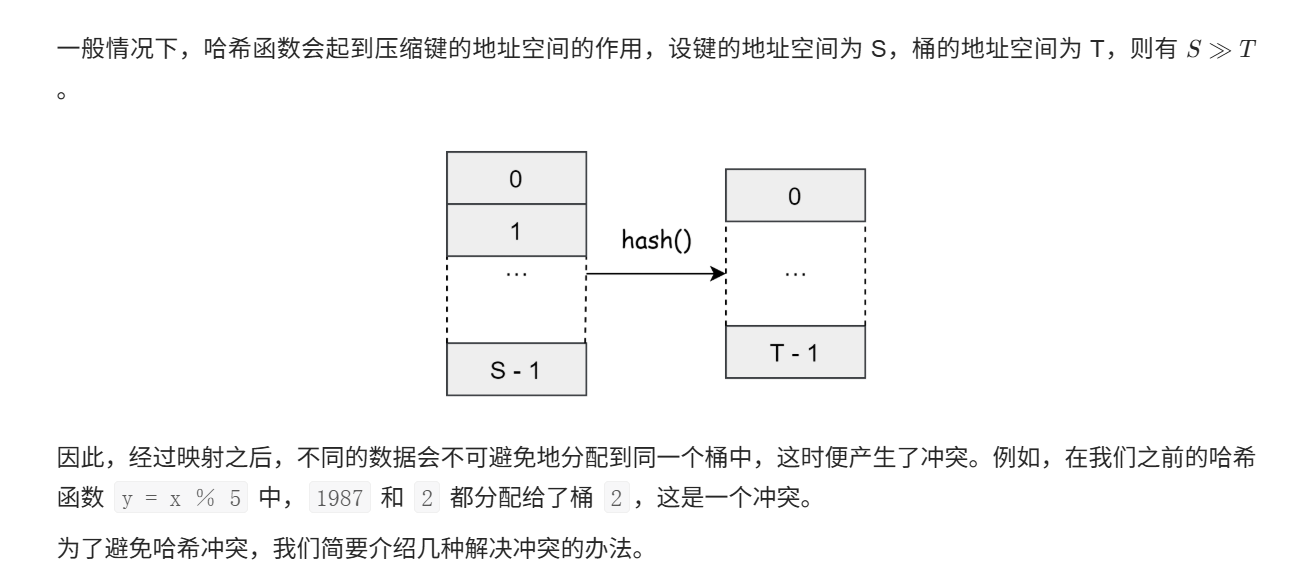 一般情况下，哈希函数会起到压缩键的地址空间的作用，设键的地址空间为 S，桶的地址空间为 T，则有 S ≫ T
。
0
1
...
S - 1
hash()
0
...
T - 1
因此，经过映射之后，不同的数据会不可避免地分配到同一个桶中，这时便产生了冲突。例如，在我们之前的哈希
函数 y = x % 5 中， 1987 和 2 都分配给了桶 2 ，这是一个冲突。
为了避免哈希冲突，我们简要介绍几种解决冲突的办法。